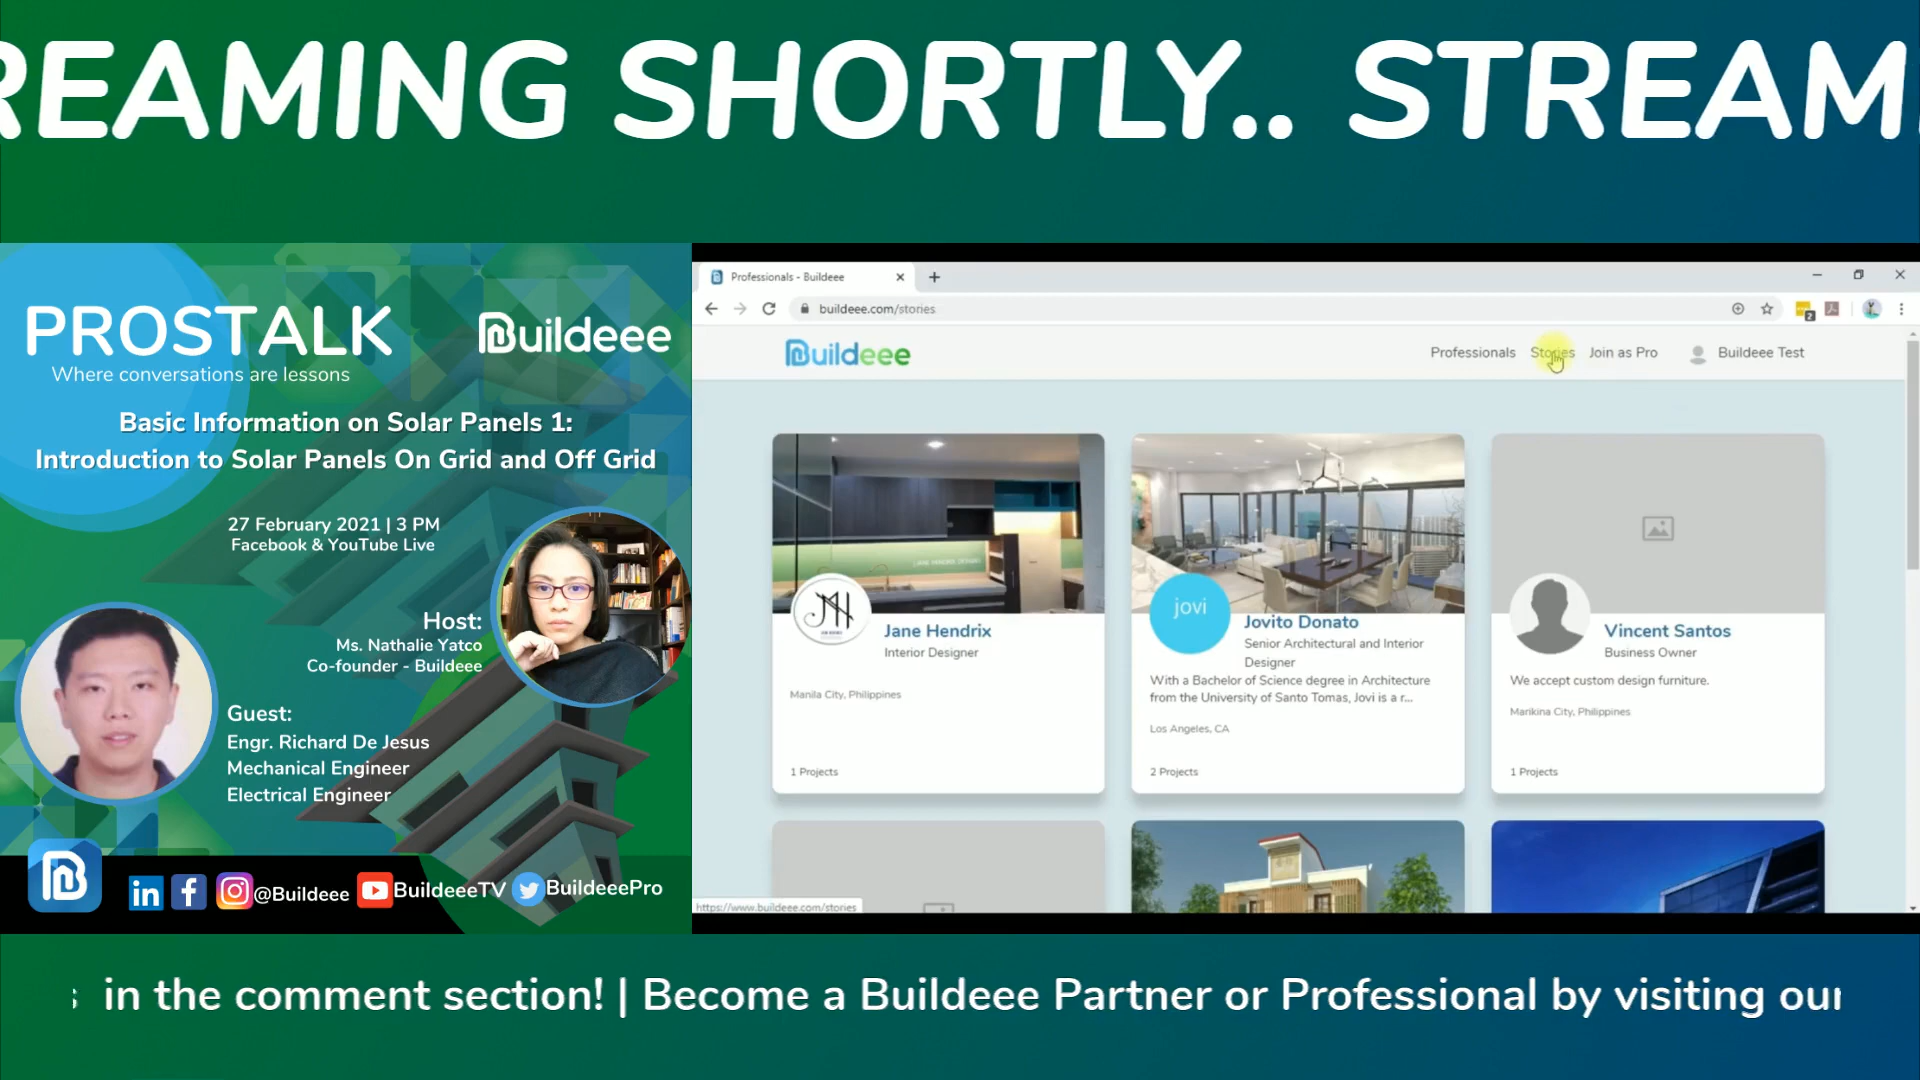 REAMING SHORTLY.. STREAM
PROSTALK
Where conversations are lessons
Buildeee
Basic Information on Solar Panels 1:
Introduction to Solar Panels On Grid and Off Grid
27 February 2021 | 3 PM
Facebook & YouTube Live
Host:
Ms. Nathalie Yatco
Co-founder - Buildeee
Guest:
Engr. Richard De Jesus
Mechanical Engineer
Electrical Engineer
@Buildeee
BuildeeeTV
BuildeeePro
Professionals - Buildeee
buildeee.com/stories
2
Buildeee
Professionals
Stories
Join as Pro
Buildeee Test
JANE HENDRIX DESIGNS
JH
Jane Hendrix
Interior Designer
Manila City, Philippines
1 Projects
jovi
Jovito Donato
Senior Architectural and Interior
Designer
With a Bachelor of Science degree in Architecture
from the University of Santo Tomas, Jovi is a r...
Los Angeles, CA
2 Projects
Vincent Santos
Business Owner
We accept custom design furniture.
Marikina City, Philippines
1 Projects
https://www.buildeee.com/stories
in the comment section! | Become a Buildeee Partner or Professional by visiting our